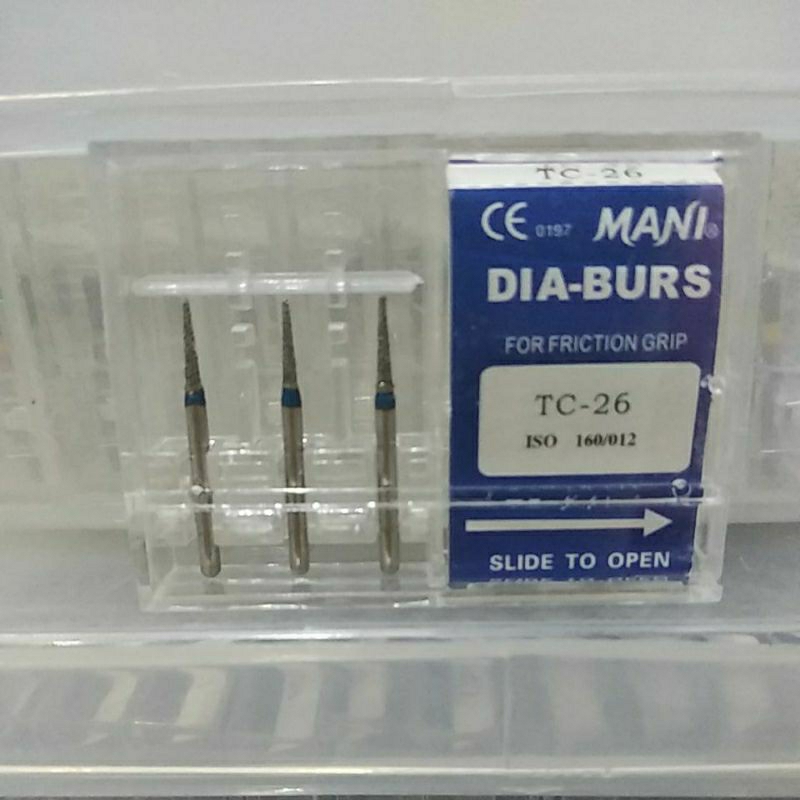 TC-26
CE 0197 MANI®
DIA-BURS
FOR FRICTION GRIP
TC-26
ISO 160/012
SLIDE TO OPEN